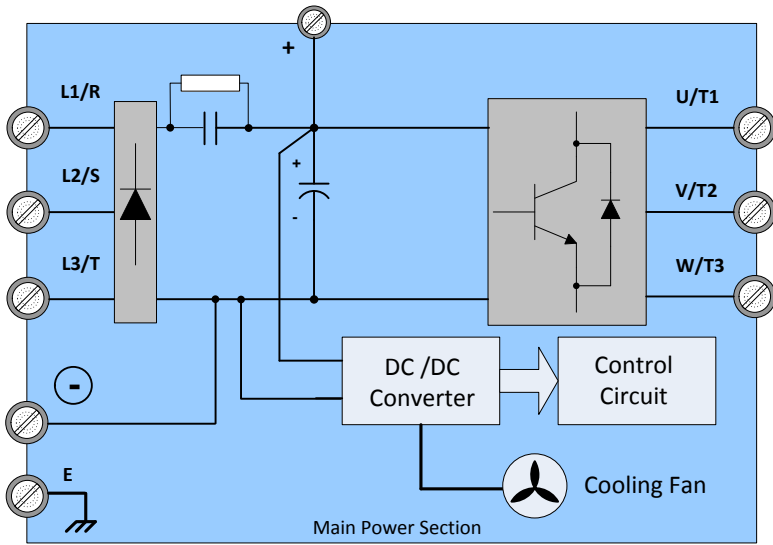 +
L1/R
U/T1
L2/S
+
-
V/T2
L3/T
W/T3
-
DC /DC
Converter
Control
Circuit
E
Cooling Fan
Main Power Section